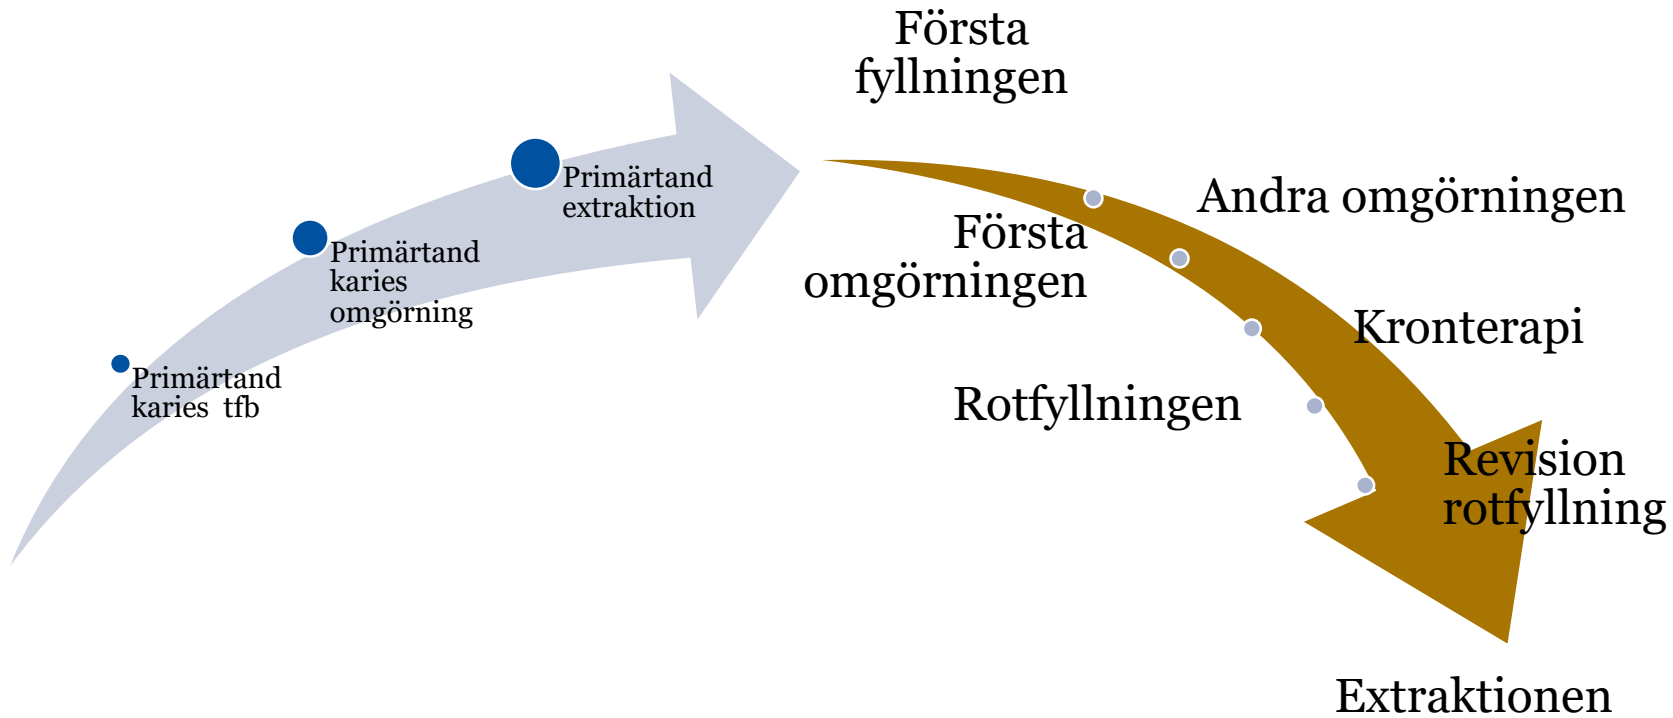 Primärtand
karies tfb
Primärtand
karies
omgörning
Primärtand
extraktion
Första
fyllningen
Första
omgörningen
Andra omgörningen
Rotfyllningen
Kronterapi
Revision
rotfyllning
Extraktionen